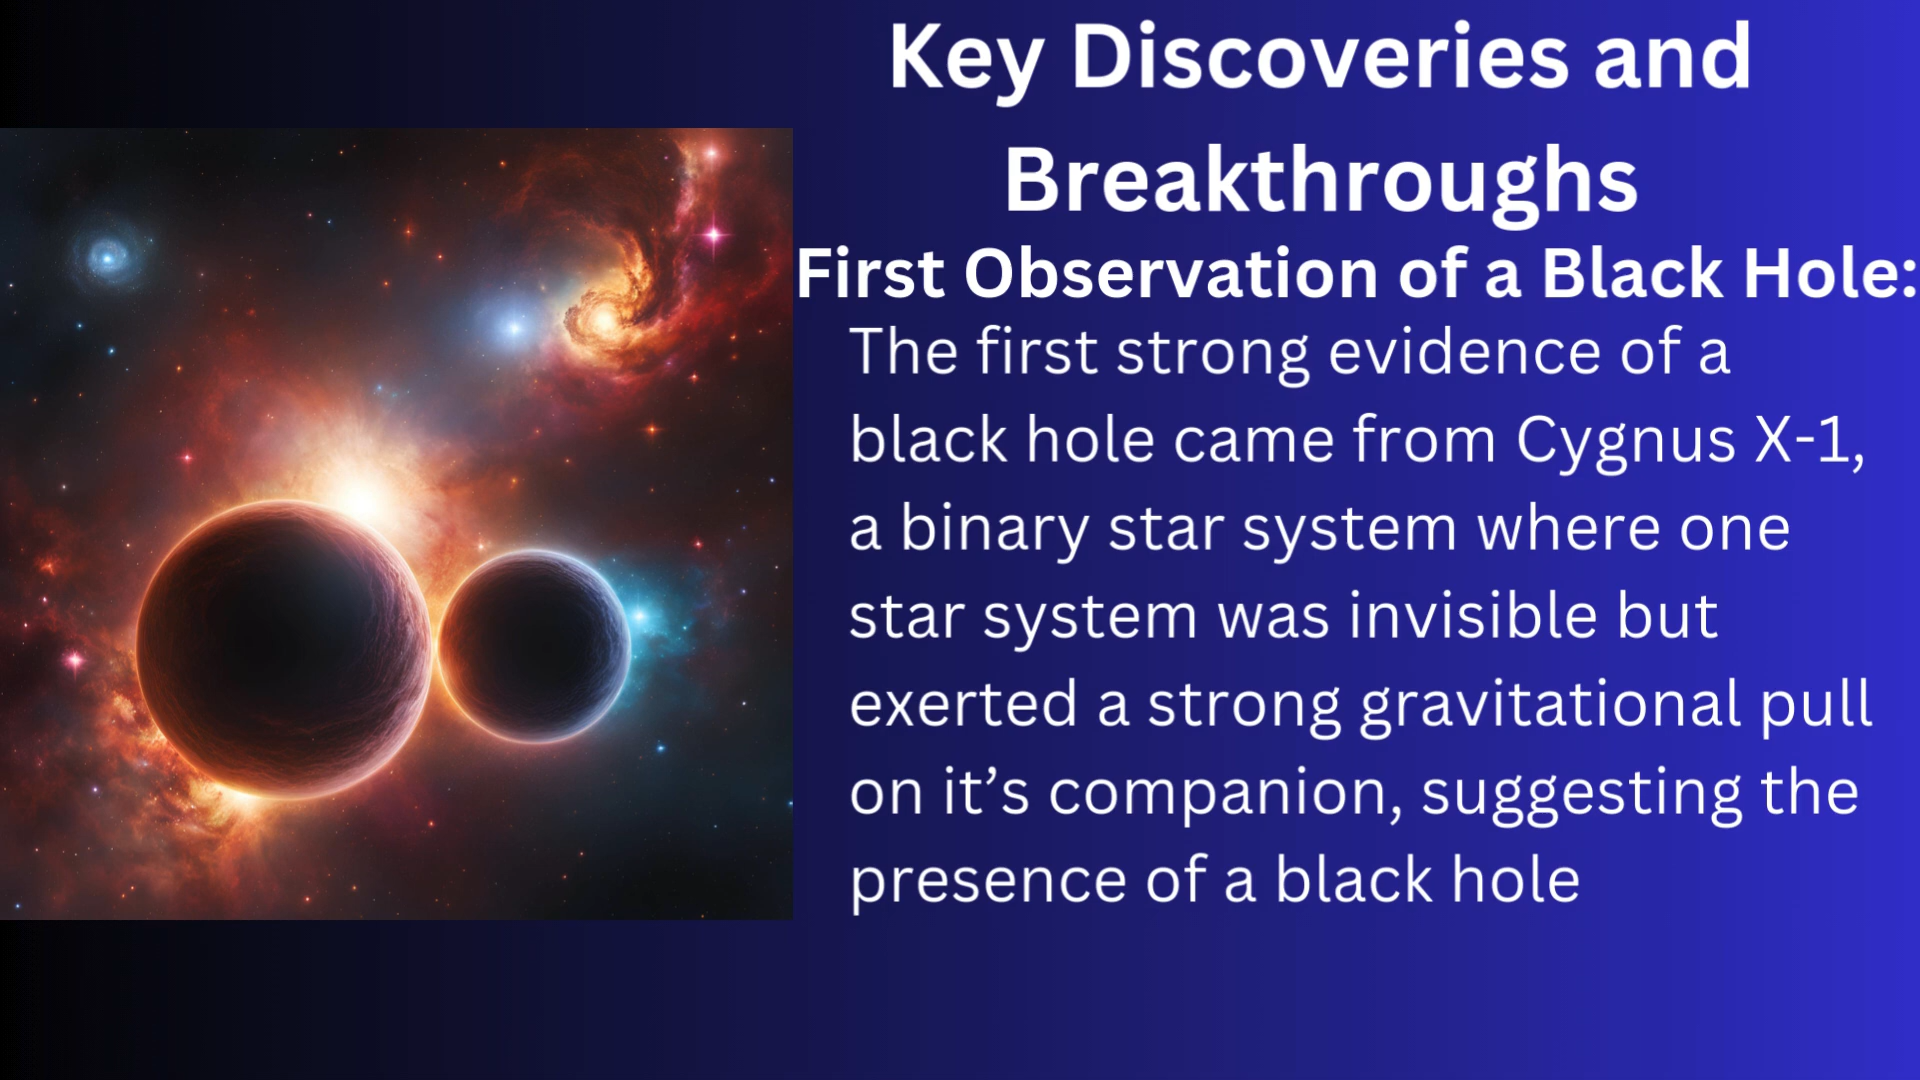 Key Discoveries and
Breakthroughs
First Observation of a Black Hole:
The first strong evidence of a
black hole came from Cygnus X-1,
a binary star system where one
star system was invisible but
exerted a strong gravitational pull
on it’s companion, suggesting the
presence of a black hole